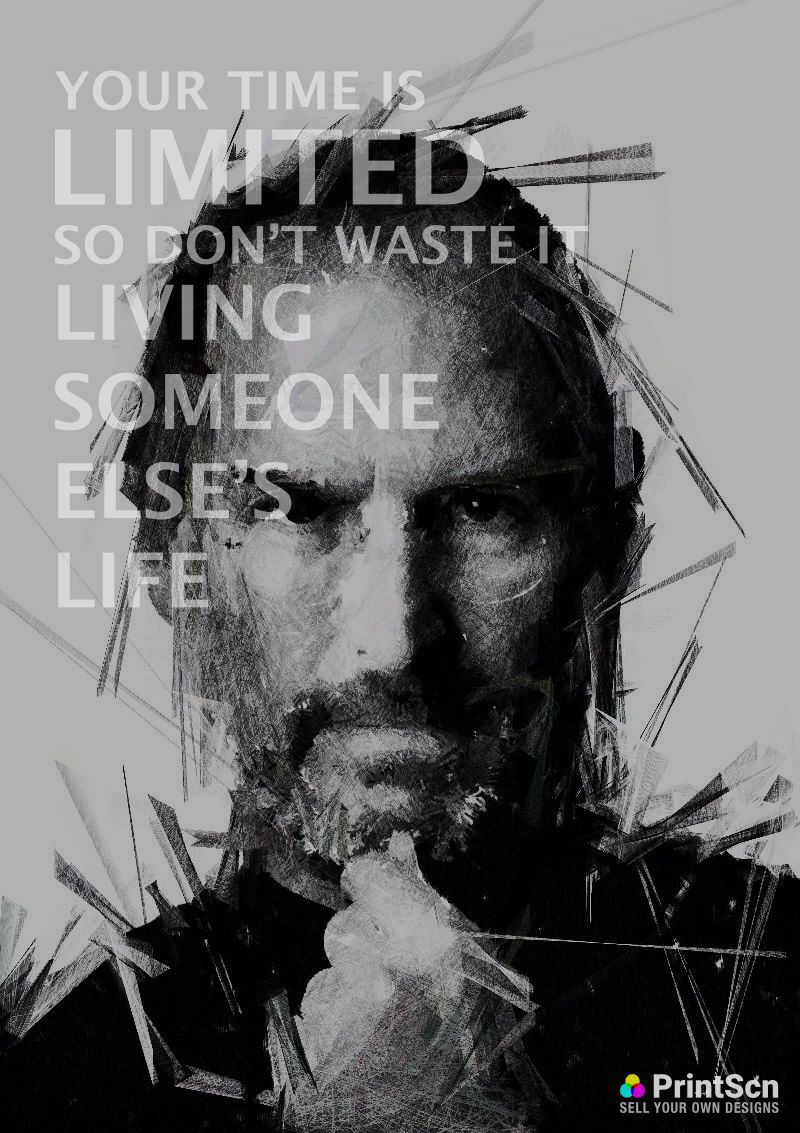 YOUR TIME IS
LIMITED
SO DON'T WASTE IT
LIVING
SOMEONE
ELSE'S
LIFE
PrintScn
SELL YOUR OWN DESIGNS